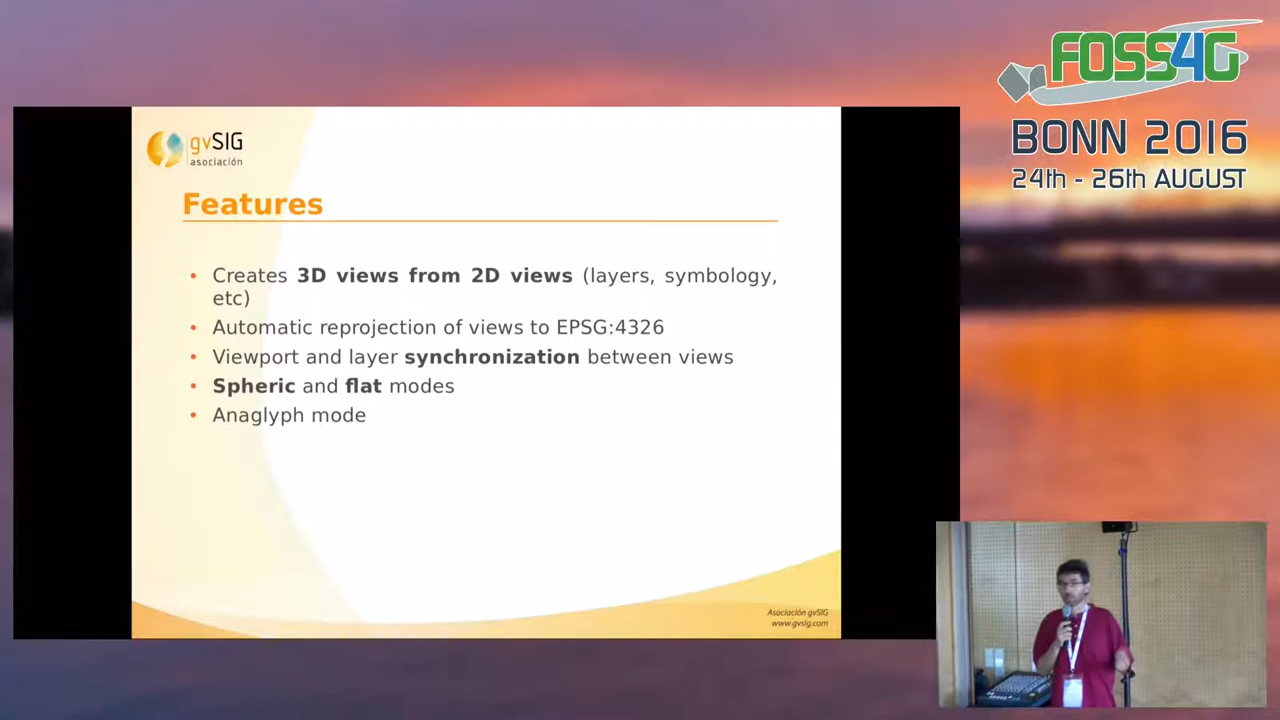 FOSS4G
BONN 2016
24th - 26th AUGUST
gvSIG
asociación
Features
• Creates 3D views from 2D views (layers, symbology,
etc)
• Automatic reprojection of views to EPSG:4326
• Viewport and layer synchronization between views
• Spheric and flat modes
• Anaglyph mode
Asociación gvSIG
www.gvsig.com